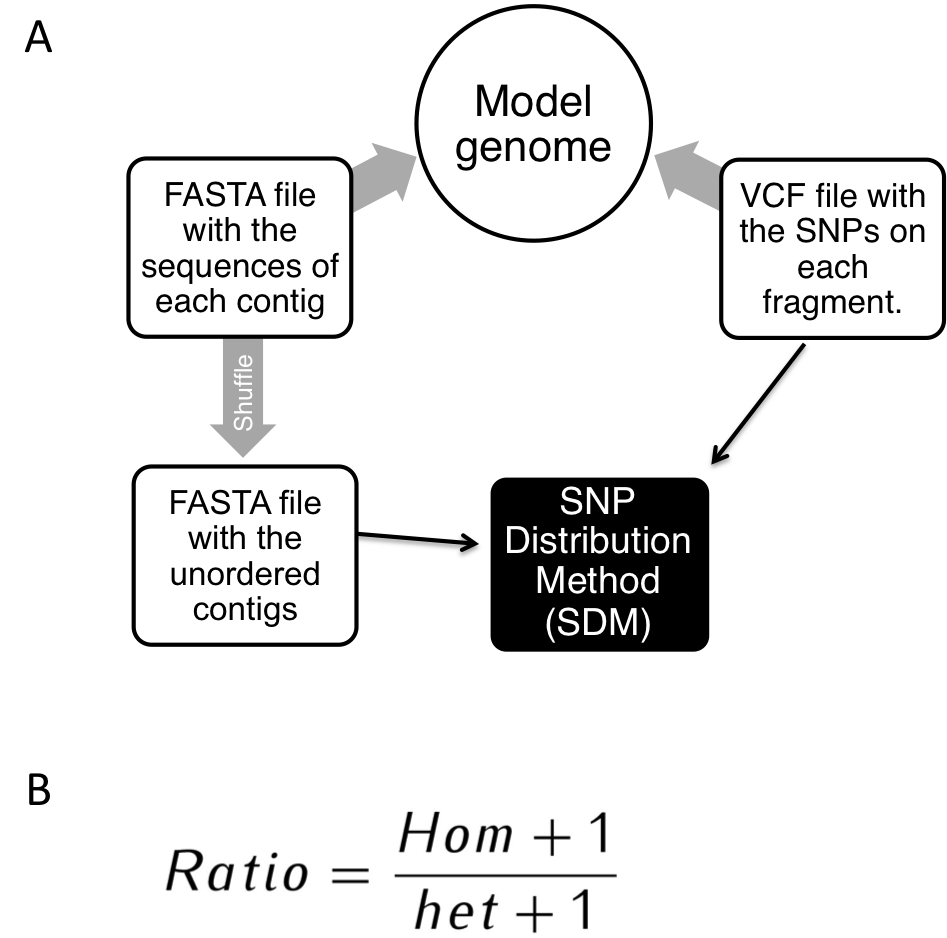 A
Model
genome
FASTA file
with the
sequences of
each contig
VCF file with
the SNPs on
each
fragment.
Shuffle
FASTA file
with the
unordered
contigs
SNP
Distribution
Method
(SDM)
B
Ratio = Hom + 1 / het + 1